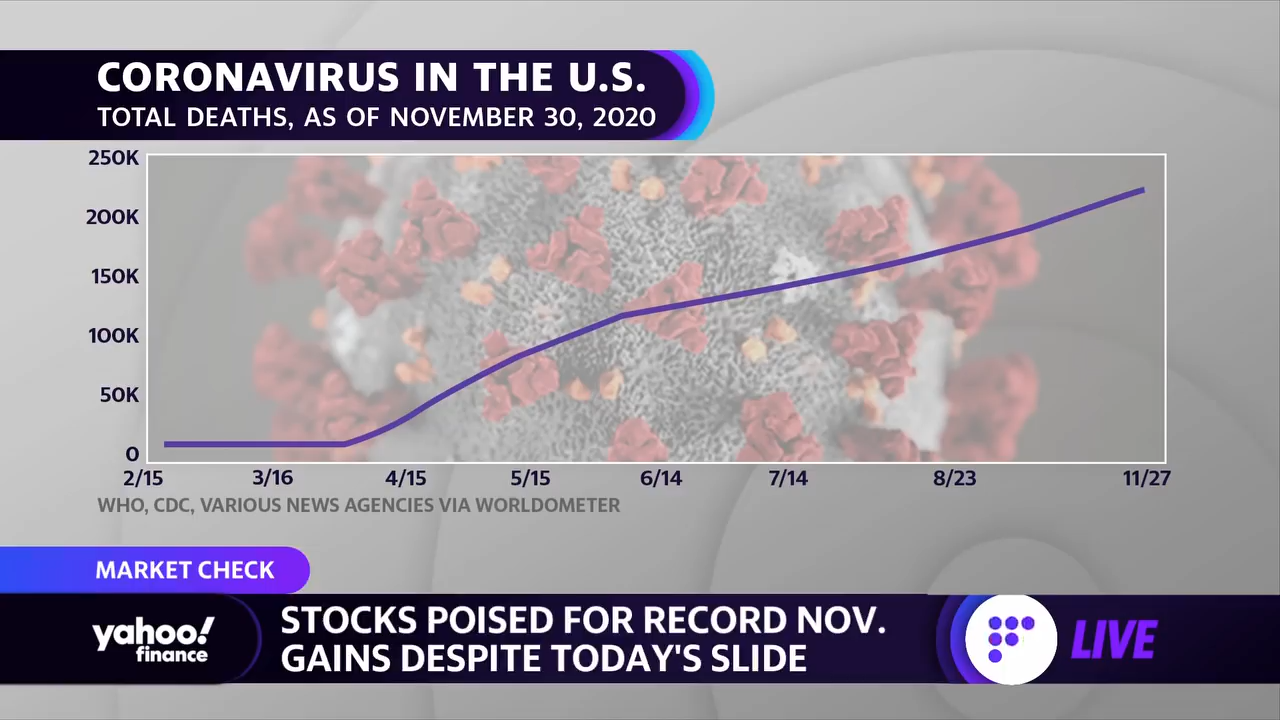 CORONAVIRUS IN THE U.S.
TOTAL DEATHS, AS OF NOVEMBER 30, 2020
250K
200K
150K
100K
50K
0
2/15 3/16 4/15 5/15 6/14 7/14 8/23 11/27
WHO, CDC, VARIOUS NEWS AGENCIES VIA WORLDOMETER
MARKET CHECK
yahoo!
finance
STOCKS POISED FOR RECORD NOV.
GAINS DESPITE TODAY'S SLIDE
LIVE